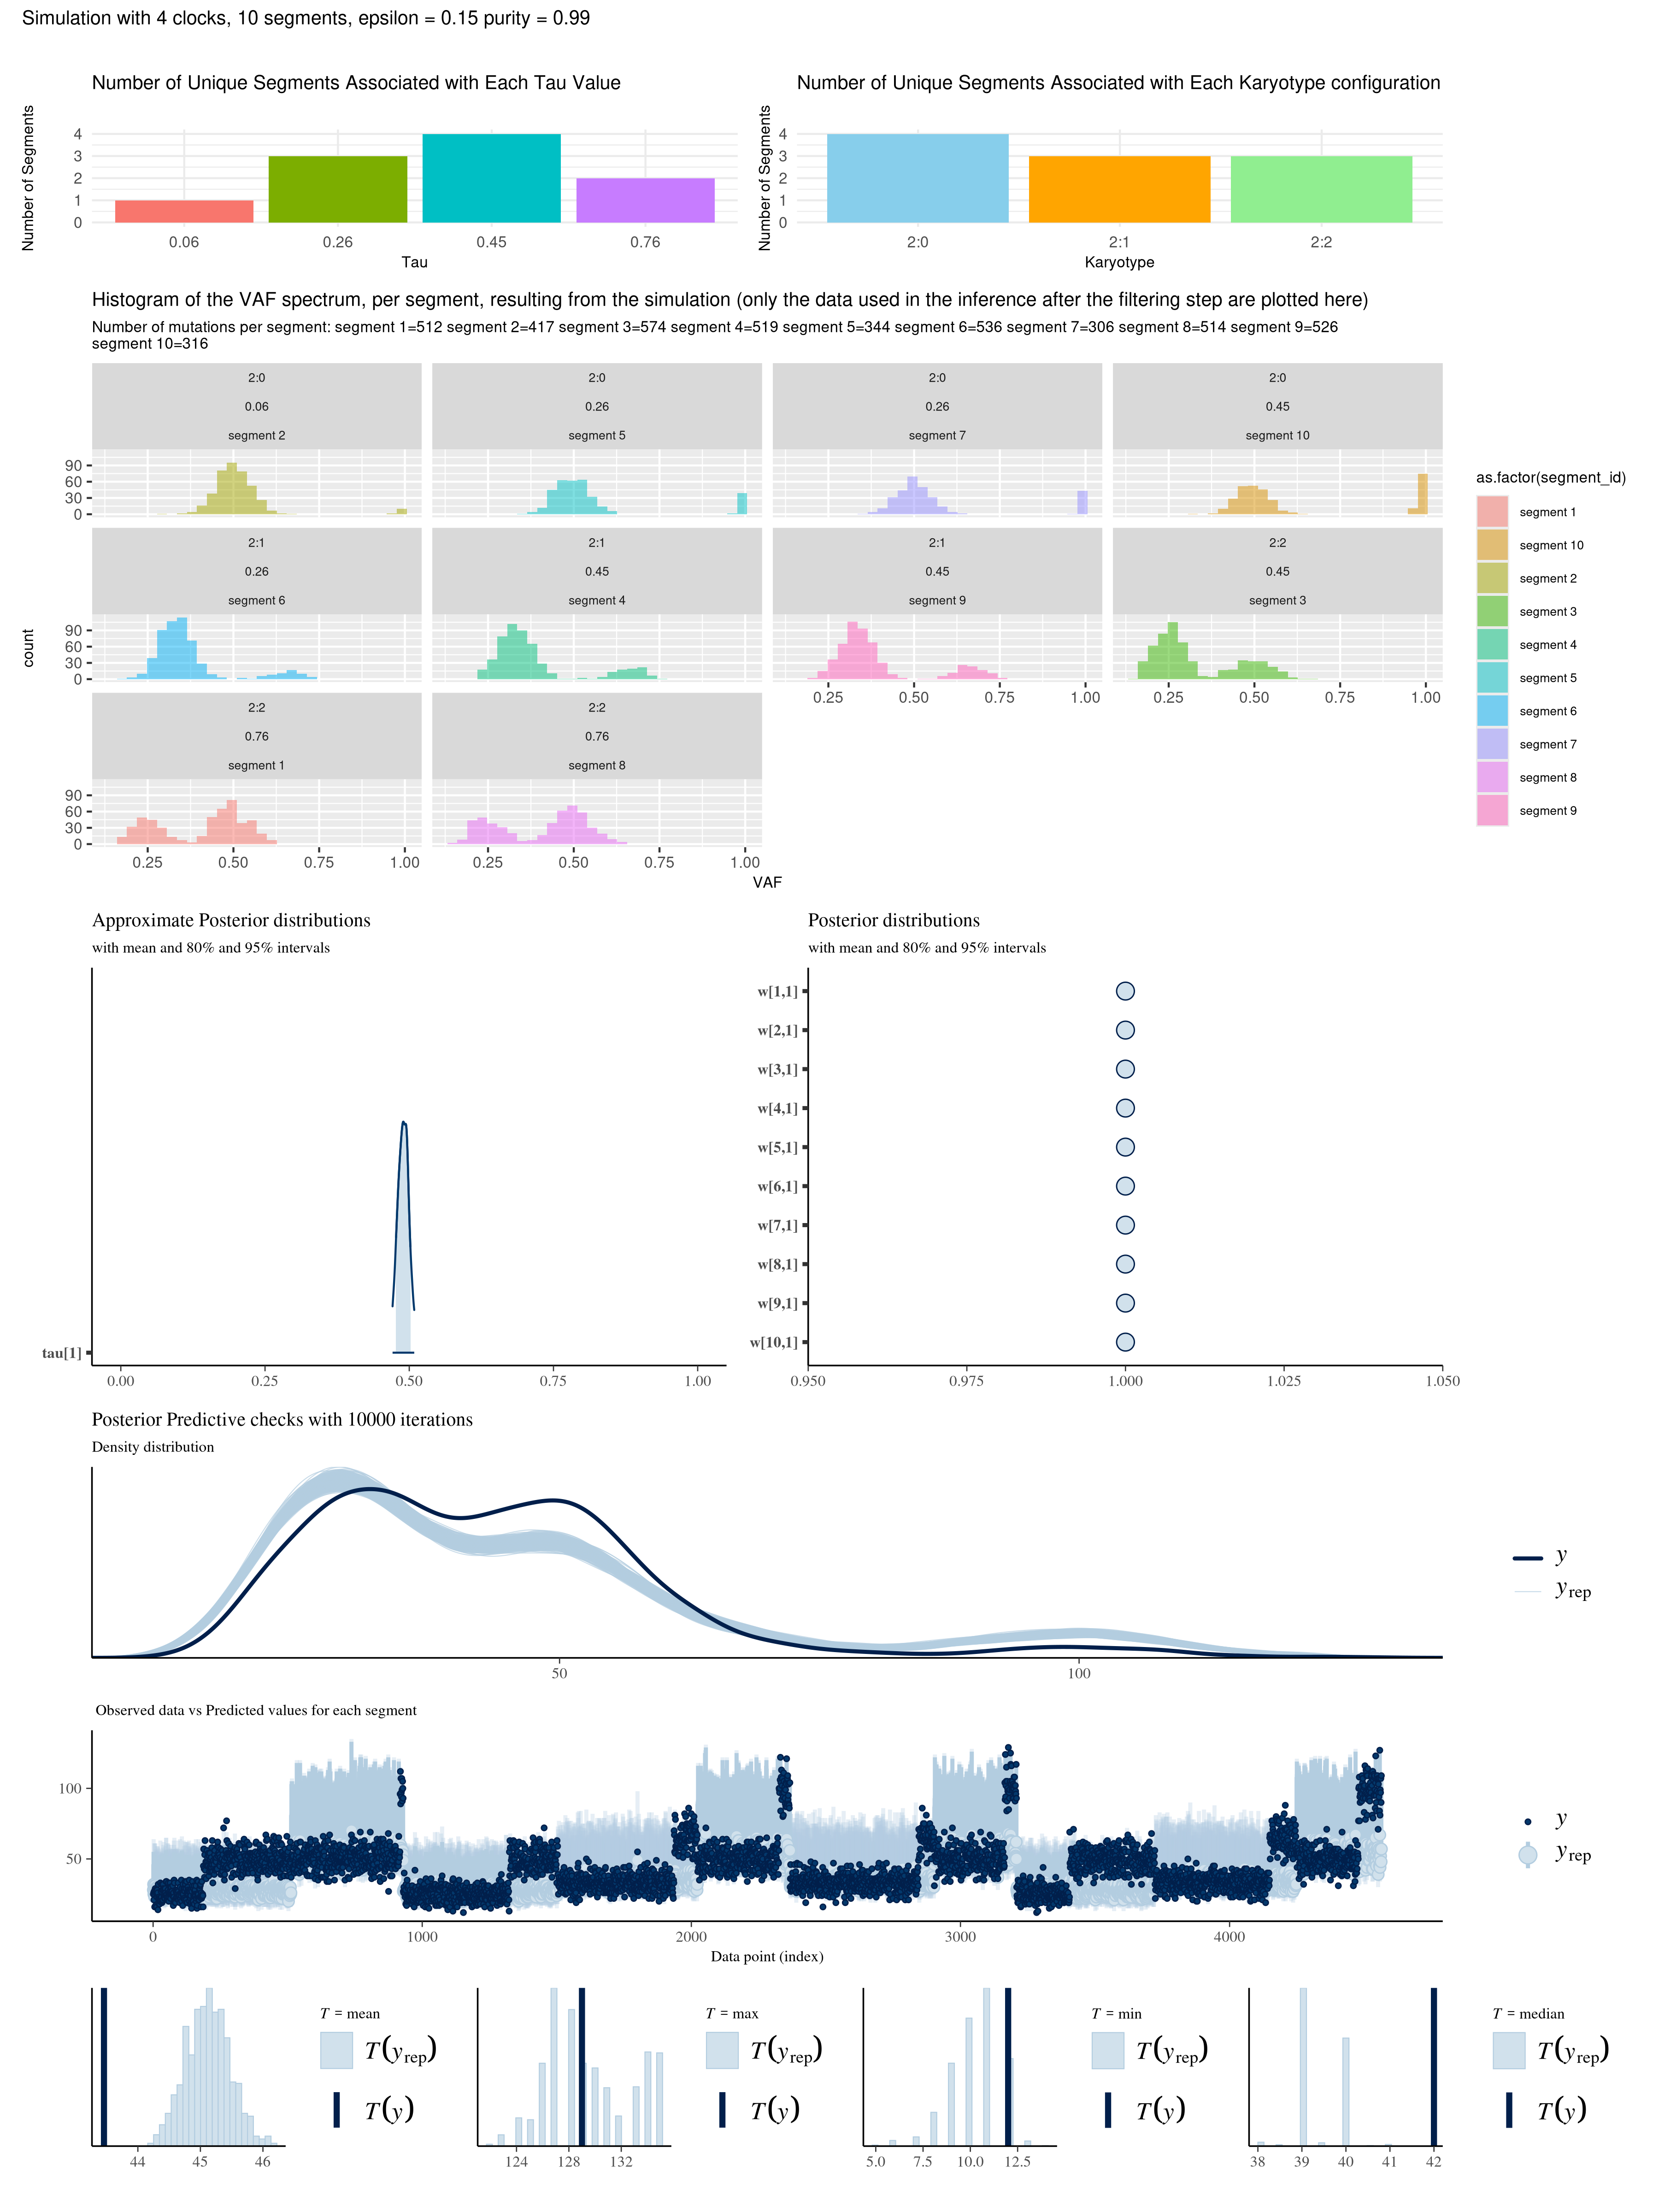 Simulation with 4 clocks, 10 segments, epsilon = 0.15 purity = 0.99
Number of Unique Segments Associated with Each Tau Value
Number of Segments
4
3
2
1
0
0.06 0.26 0.45 0.76
Tau
Number of Unique Segments Associated with Each Karyotype configuration
Number of Segments
4
3
2
1
0
2:0 2:1 2:2
Karyotype
Histogram of the VAF spectrum, per segment, resulting from the simulation (only the data used in the inference after the filtering step are plotted here)
Number of mutations per segment: segment 1=512 segment 2=417 segment 3=574 segment 4=519 segment 5=344 segment 6=536 segment 7=306 segment 8=514 segment 9=526
segment 10=316
2:0 2:0 2:0 2:0
0.06 0.26 0.26 0.45
segment 2 segment 5 segment 7 segment 10
90
60
30
0
2:1 2:1 2:1 2:2
0.26 0.45 0.45 0.45
segment 6 segment 4 segment 9 segment 3
90
60
30
0
0.25 0.50 0.75 1.00 0.25 0.50 0.75 1.00
2:2 2:2
0.76 0.76
segment 1 segment 8
90
60
30
0
0.25 0.50 0.75 1.00 0.25 0.50 0.75 1.00
count
VAF
as.factor(segment_id)
segment 1
segment 10
segment 2
segment 3
segment 4
segment 5
segment 6
segment 7
segment 8
segment 9
Approximate Posterior distributions
with mean and 80% and 95% intervals
tau[1]
0.00 0.25 0.50 0.75 1.00
Posterior distributions
with mean and 80% and 95% intervals
w[1,1]
w[2,1]
w[3,1]
w[4,1]
w[5,1]
w[6,1]
w[7,1]
w[8,1]
w[9,1]
w[10,1]
0.950 0.975 1.000 1.025 1.050
Posterior Predictive checks with 10000 iterations
Density distribution
50 100
y
y rep
Observed data vs Predicted values for each segment
100
50
0 1000 2000 3000 4000
Data point (index)
y
y rep
44 45 46
T = mean
T(y rep)
T(y)
124 128 132
T = max
T(y rep)
T(y)
5.0 7.5 10.0 12.5
T = min
T(y rep)
T(y)
38 39 40 41 42
T = median
T(y rep)
T(y)